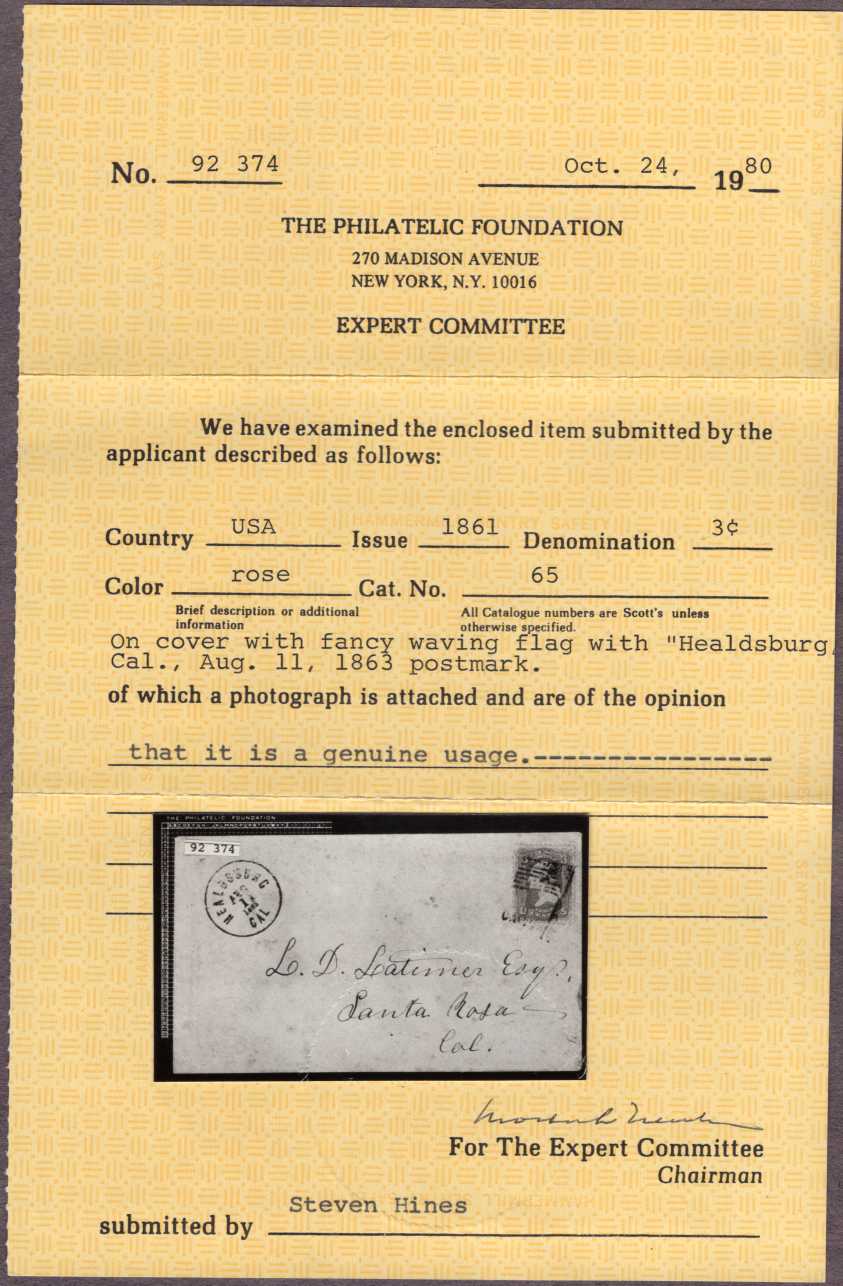 No. 92 374 Oct. 24, 1980
THE PHILATELIC FOUNDATION
270 MADISON AVENUE
NEW YORK, N.Y. 10016
EXPERT COMMITTEE
We have examined the enclosed item submitted by the
applicant described as follows:
Country USA Issue 1861 Denomination 3¢
Color rose Cat. No. 65
Brief description or additional
information
All Catalogue numbers are Scott's unless
otherwise specified.
On cover with fancy waving flag with "Healdsburg,
Cal., Aug. 11, 1863 postmark.
of which a photograph is attached and are of the opinion
that it is a genuine usage.-----------------
THE PHILATELIC FOUNDATION
92 374
HEALDSBURG
AUG
11
1863
CAL
L. D. Latimer Esqr.
Santa Rosa
Cal.
For The Expert Committee
Chairman
Steven Hines
submitted by